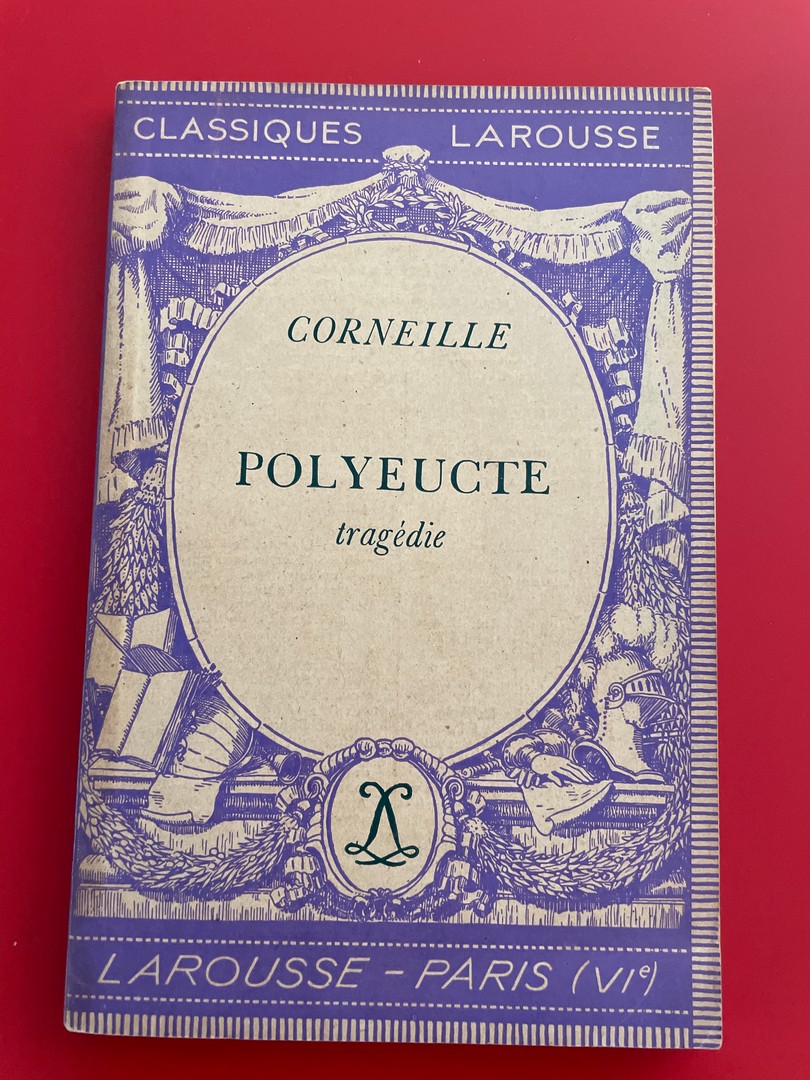 CLASSIQUES LAROUSSE
CORNEILLE
POLYEUCTE
tragédie
LAROUSSE – PARIS (VIe)